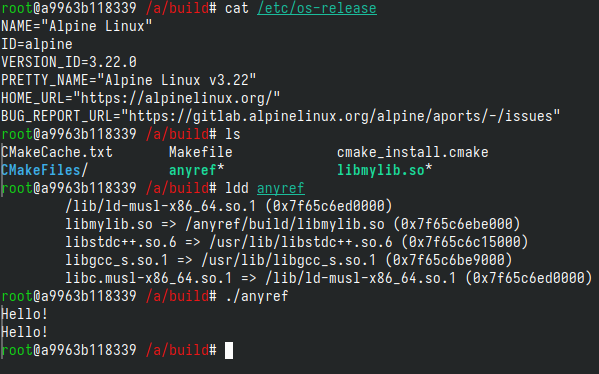 root@a9963b118339 /a/build# cat /etc/os-release
NAME="Alpine Linux"
ID=alpine
VERSION_ID=3.22.0
PRETTY_NAME="Alpine Linux v3.22"
HOME_URL="https://alpinelinux.org/"
BUG_REPORT_URL="https://gitlab.alpinelinux.org/alpine/aports/-/issues"
root@a9963b118339 /a/build# ls
CMakeCache.txt Makefile cmake_install.cmake
CMakeFiles/ anyref* libmylib.so*
root@a9963b118339 /a/build# ldd anyref
/lib/ld-musl-x86_64.so.1 (0x7f65c6ed0000)
libmylib.so => /anyref/build/libmylib.so (0x7f65c6ebe000)
libstdc++.so.6 => /usr/lib/libstdc++.so.6 (0x7f65c6c15000)
libgcc_s.so.1 => /usr/lib/libgcc_s.so.1 (0x7f65c6be9000)
libc.musl-x86_64.so.1 => /lib/ld-musl-x86_64.so.1 (0x7f65c6ed0000)
root@a9963b118339 /a/build# ./anyref
Hello!
Hello!
root@a9963b118339 /a/build#